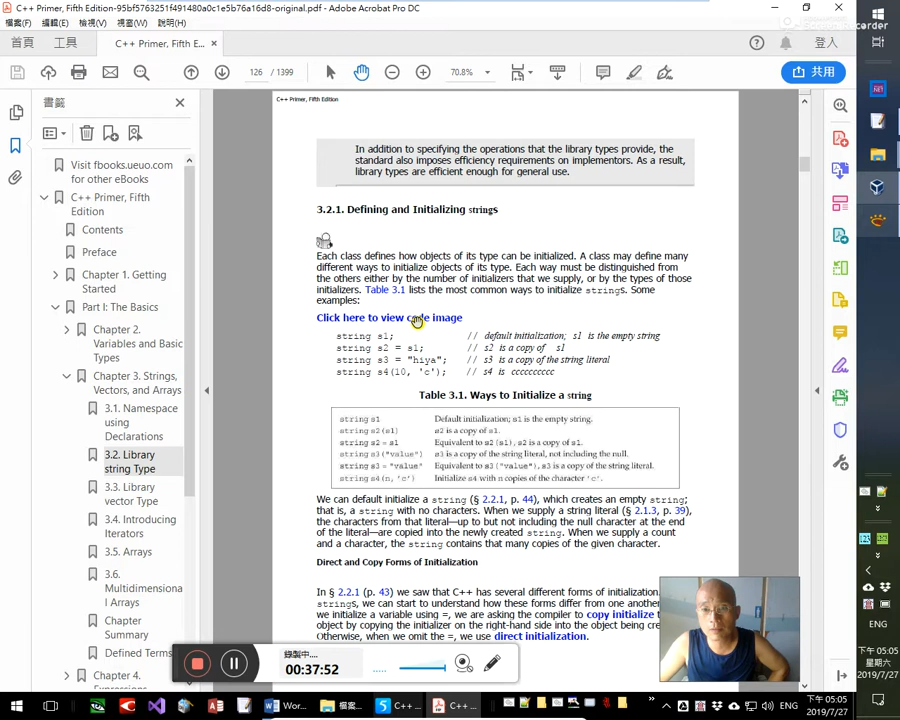 C++ Primer, Fifth Edition-95bf5763251f491480a0c1e5b76a16d8-original.pdf - Adobe Acrobat Pro DC
檔案(F) 編輯(E) 檢視(V) 視窗(W) 說明(H)
首頁 工具 C++ Primer, Fifth E... × 登入
126 / 1399 70.8% 共用
書籤
Visit fbooks.ueuo.com for other eBooks
C++ Primer, Fifth Edition
Contents
Preface
Chapter 1. Getting Started
Part I: The Basics
Chapter 2. Variables and Basic Types
Chapter 3. Strings, Vectors, and Arrays
3.1. Namespace using Declarations
3.2. Library string Type
3.3. Library vector Type
3.4. Introducing Iterators
3.5. Arrays
3.6. Multidimensional Arrays
Chapter Summary
Defined Terms
Chapter 4. Expressions
C++ Primer, Fifth Edition
In addition to specifying the operations that the library types provide, the
standard also imposes efficiency requirements on implementors. As a result,
library types are efficient enough for general use.
3.2.1. Defining and Initializing strings
Each class defines how objects of its type can be initialized. A class may define many
different ways to initialize objects of its type. Each way must be distinguished from
the others either by the number of initializers that we supply, or by the types of those
initializers. Table 3.1 lists the most common ways to initialize strings. Some
examples:
Click here to view code image
string s1; // default initialization; s1 is the empty string
string s2 = s1; // s2 is a copy of s1
string s3 = "hiya"; // s3 is a copy of the string literal
string s4(10, 'c'); // s4 is cccccccccc
Table 3.1. Ways to Initialize a string
string s1 Default initialization; s1 is the empty string.
string s2(s1) s2 is a copy of s1.
string s2 = s1 Equivalent to s2(s1), s2 is a copy of s1.
string s3("value") s3 is a copy of the string literal, not including the null.
string s3 = "value" Equivalent to s3("value"), s3 is a copy of the string literal.
string s4(n, 'c') Initialize s4 with n copies of the character 'c'.
We can default initialize a string (§ 2.2.1, p. 44), which creates an empty string;
that is, a string with no characters. When we supply a string literal (§ 2.1.3, p. 39),
the characters from that literal—up to but not including the null character at the end
of the literal—are copied into the newly created string. When we supply a count
and a character, the string contains that many copies of the given character.
Direct and Copy Forms of Initialization
In § 2.2.1 (p. 43) we saw that C++ has several different forms of initialization.
strings, we can start to understand how these forms differ from one another
we initialize a variable using =, we are asking the compiler to copy initialize
object by copying the initializer on the right-hand side into the object being
Otherwise, when we omit the =, we use direct initialization.
錄製中...
00:37:52
ENG
下午 05:05
星期六
2019/7/27
Wor... 檔案... C++ ... C++ ... ENG 下午 05:05
2019/7/27